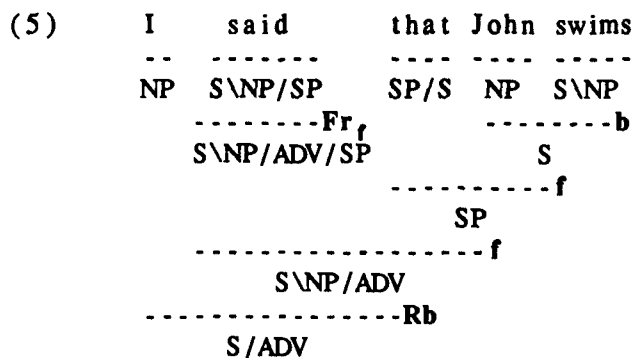 (5) I said that John swims
-- ------- ---- ---- -----
NP S\NP/SP SP/S NP S\NP
--------Fr_f --------b
S\NP/ADV/SP S
----------f
SP
------------------f
S\NP/ADV
----------------Rb
S/ADV